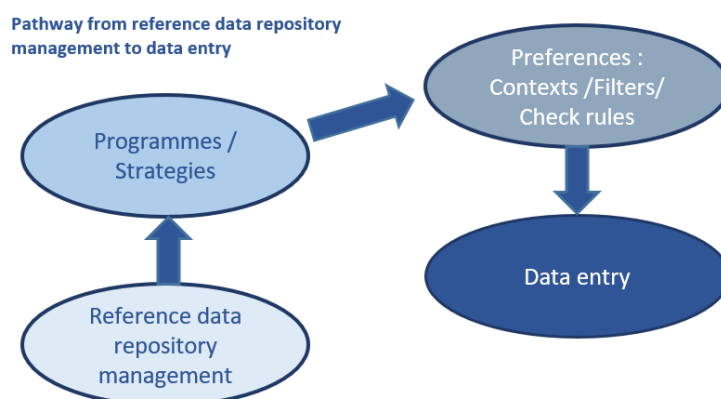 Pathway from reference data repository
management to data entry
Preferences :
Contexts /Filters/
Check rules
Programmes /
Strategies
Data entry
Reference data
repository
management